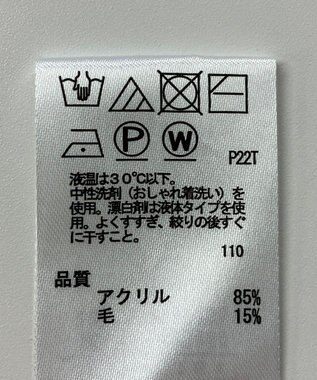 P W
P22T
液温は30℃以下。
中性洗剤（おしゃれ着洗い）を
使用。漂白剤は液体タイプを使
用。よくすすぎ、絞りの後すぐ
に干すこと。
110
品質
アクリル 85%
毛 15%